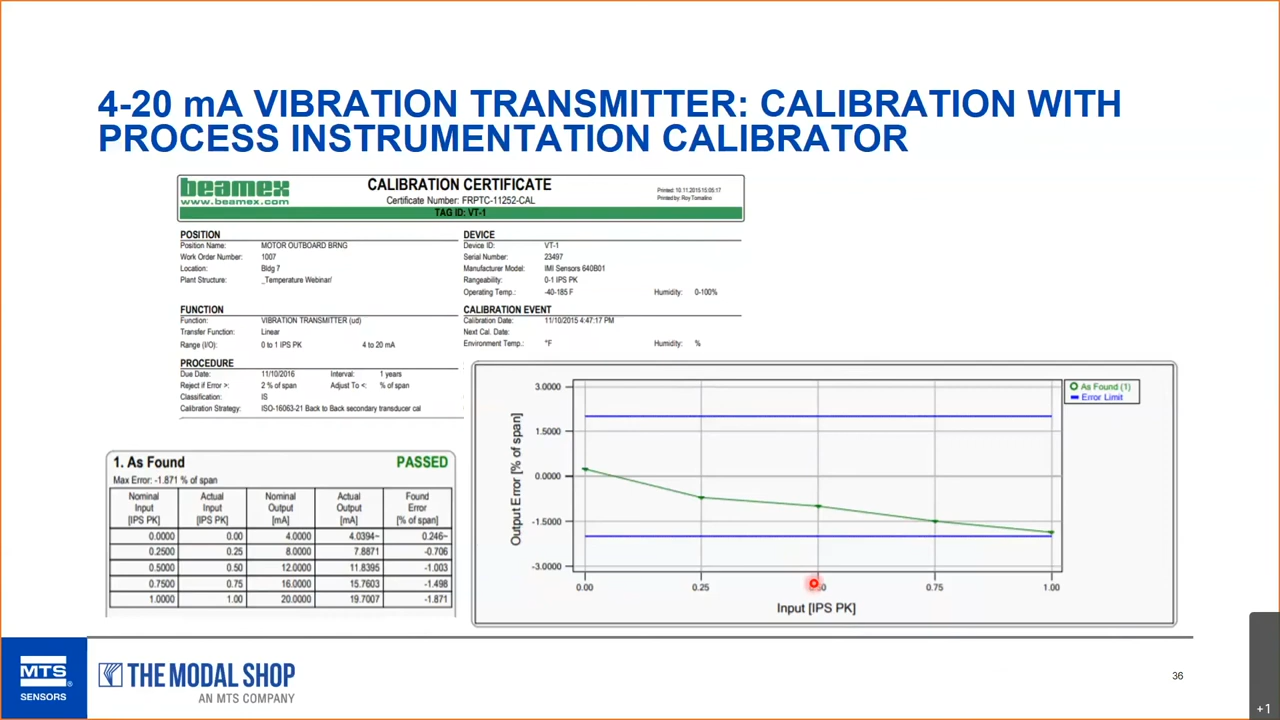 4-20 mA VIBRATION TRANSMITTER: CALIBRATION WITH
PROCESS INSTRUMENTATION CALIBRATOR
beamex
www.beamex.com
CALIBRATION CERTIFICATE
Certificate Number: FRPTC-11252-CAL
Printed: 10.11.2015 15:05:17
Printed by: Roy Tomalino
TAG ID: VT-1
POSITION
Position Name: MOTOR OUTBOARD BRNG
Work Order Number: 1007
Location: Bldg 7
Plant Structure: _Temperature Webinar/
DEVICE
Device ID: VT-1
Serial Number: 23497
Manufacturer Model: IMI Sensors 640B01
Rangeability: 0-1 IPS PK
Operating Temp.: -40-185 F Humidity: 0-100%
FUNCTION
Function: VIBRATION TRANSMITTER (ud)
Transfer Function: Linear
Range (I/O): 0 to 1 IPS PK 4 to 20 mA
CALIBRATION EVENT
Calibration Date: 11/10/2015 4:47:17 PM
Next Cal. Date:
Environment Temp.: °F Humidity: %
PROCEDURE
Due Date: 11/10/2016 Interval: 1 years
Reject if Error >: 2 % of span Adjust To <: % of span
Classification: IS
Calibration Strategy: ISO-16063-21 Back to Back secondary transducer cal
1. As Found PASSED
Max Error: -1.871 % of span
Nominal Input [IPS PK] Actual Input [IPS PK] Nominal Output [mA] Actual Output [mA] Found Error [% of span]
0.0000 0.00 4.0000 4.0394~ 0.246~
0.2500 0.25 8.0000 7.8871 -0.706
0.5000 0.50 12.0000 11.8395 -1.003
0.7500 0.75 16.0000 15.7603 -1.498
1.0000 1.00 20.0000 19.7007 -1.871
Output Error [% of span]
3.0000
1.5000
0.0000
-1.5000
-3.0000
0.00 0.25 0.75 1.00
Input [IPS PK]
As Found (1)
Error Limit
MTS
SENSORS
THE MODAL SHOP
AN MTS COMPANY
36
+1